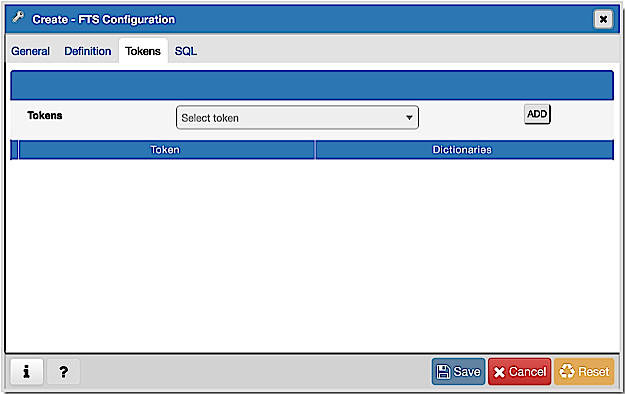 Create - FTS Configuration
General Definition Tokens SQL
Tokens Select token ADD
Token Dictionaries
i ? Save Cancel Reset